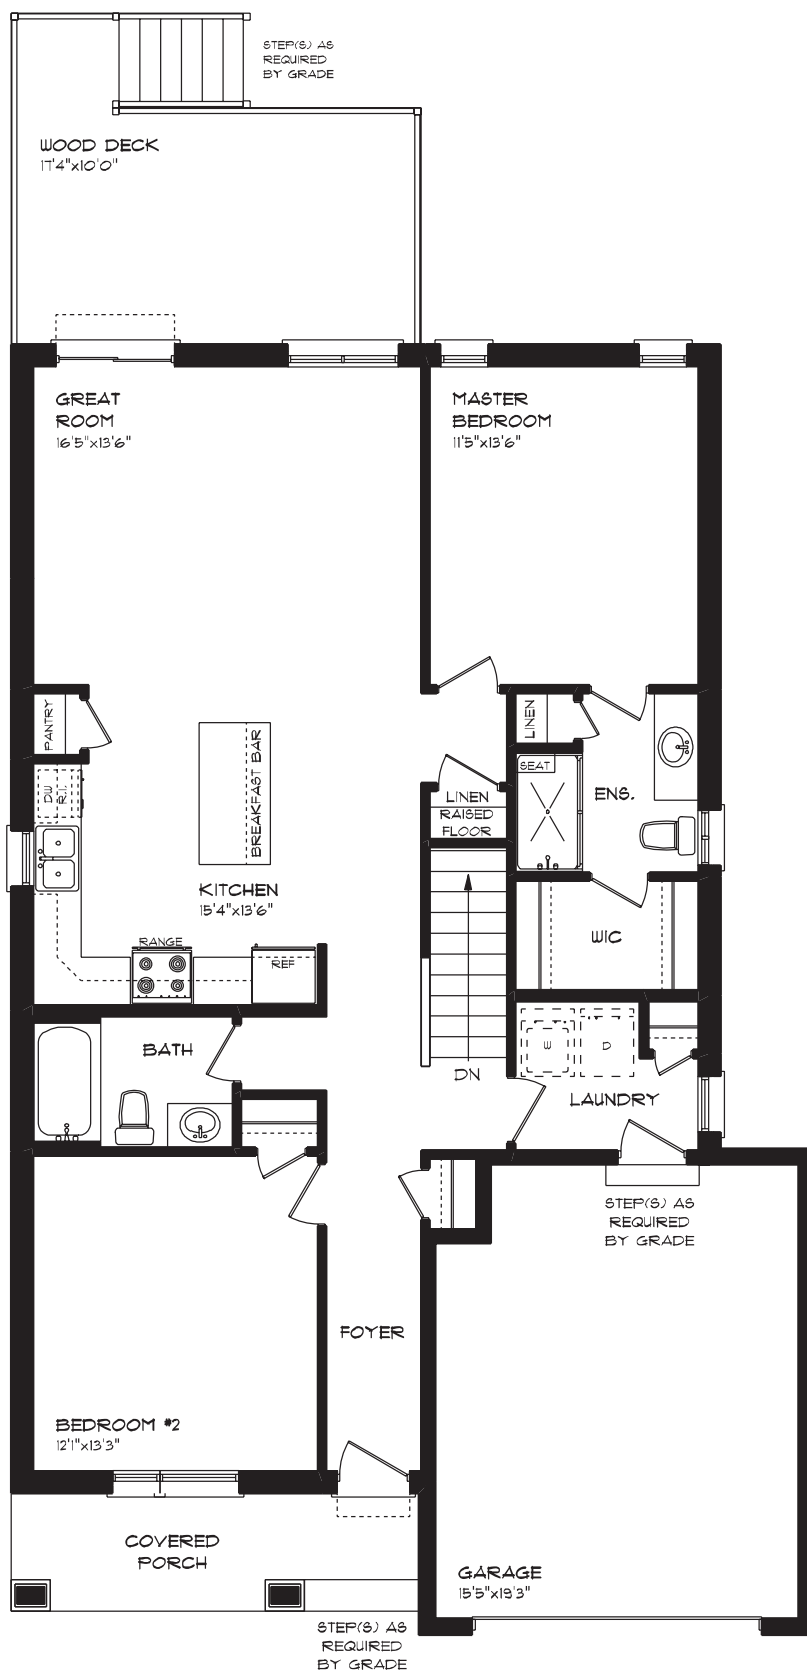 STEP(S) AS
REQUIRED
BY GRADE
WOOD DECK
17'4"x10'0"
GREAT
ROOM
16'5"x13'6"
MASTER
BEDROOM
11'5"x13'6"
PANTRY
LINEN
SEAT
ENS.
DW
R.I.
BREAKFAST BAR
LINEN
RAISED
FLOOR
KITCHEN
15'4"x13'6"
RANGE
REF
WIC
BATH
W
D
DN
LAUNDRY
STEP(S) AS
REQUIRED
BY GRADE
FOYER
BEDROOM #2
12'1"x13'3"
COVERED
PORCH
GARAGE
15'5"x19'3"
STEP(S) AS
REQUIRED
BY GRADE